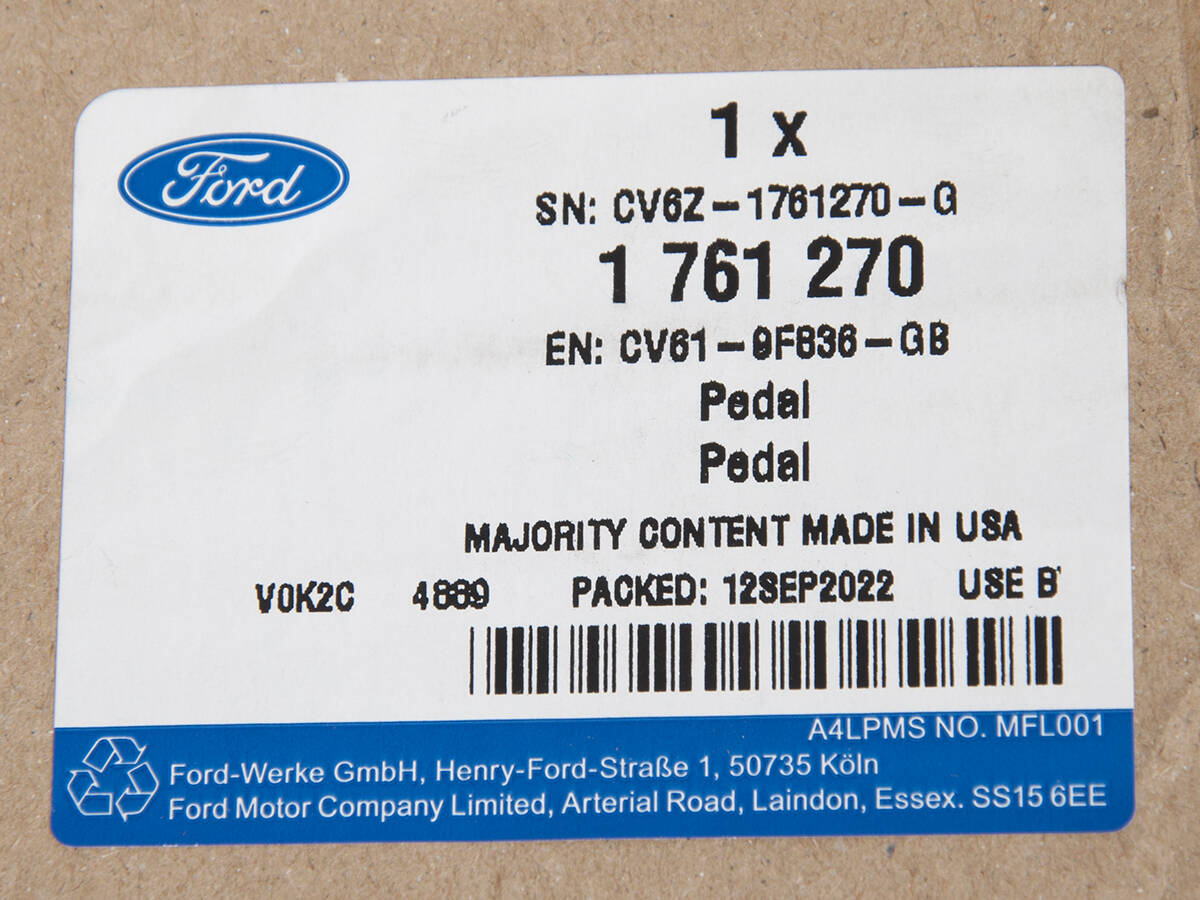 Ford
1 x
SN: CV6Z-1761270-G
1 761 270
EN: CV61-9F836-GB
Pedal
Pedal
MAJORITY CONTENT MADE IN USA
V0K2C 4889 PACKED: 12SEP2022 USE B
A4LPMS NO. MFL001
Ford-Werke GmbH, Henry-Ford-Straße 1, 50735 Köln
Ford Motor Company Limited, Arterial Road, Laindon, Essex. SS15 6EE